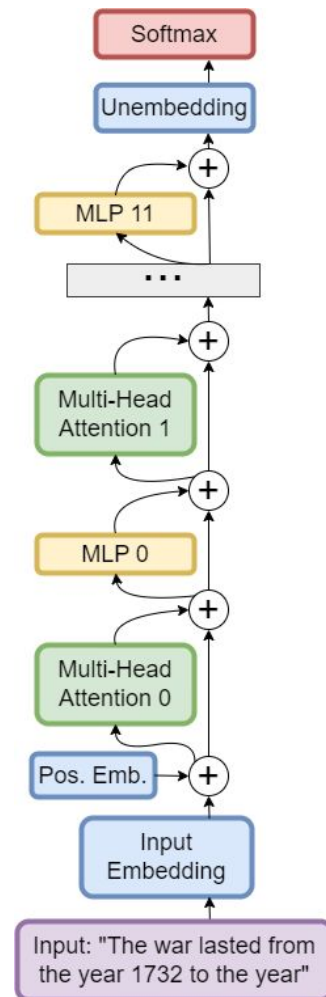 Softmax
Unembedding
+
MLP 11
...
+
Multi-Head
Attention 1
+
MLP 0
+
Multi-Head
Attention 0
Pos. Emb.
+
Input
Embedding
Input: "The war lasted from
the year 1732 to the year"